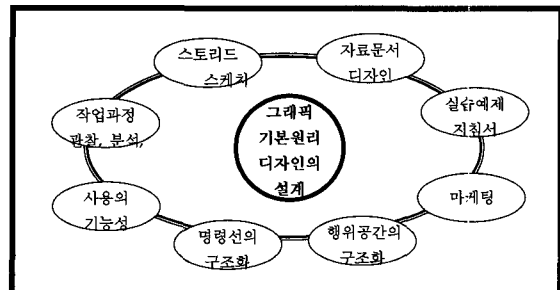 스토리드
스케치
자료문서
디자인
실습예제
지침서
마케팅
행위공간의
구조화
명령선의
구조화
사용의
기능성
작업과정
관찰, 분석,
그래픽
기본원리
디자인의
설계